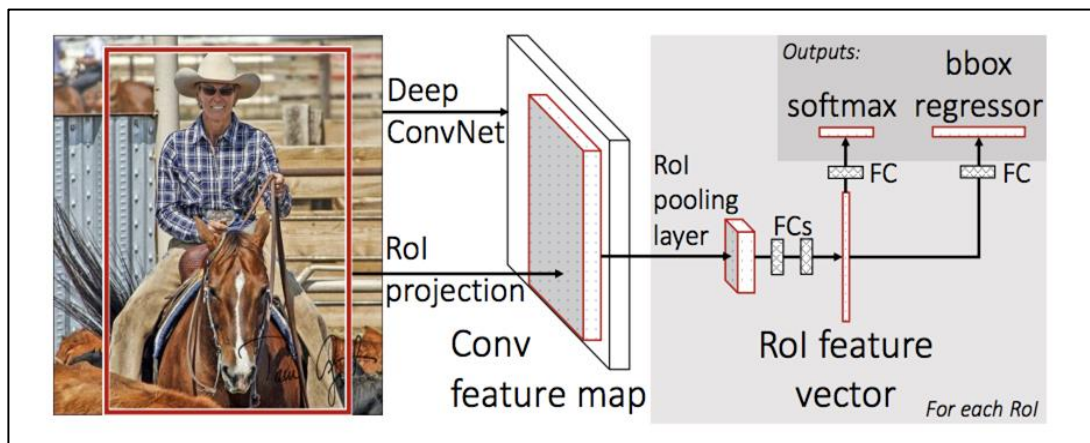 Deep
ConvNet
RoI
projection
Conv
feature map
RoI
pooling
layer
FCs
RoI feature
vector
For each RoI
Outputs:
softmax
bbox
regressor
FC
FC